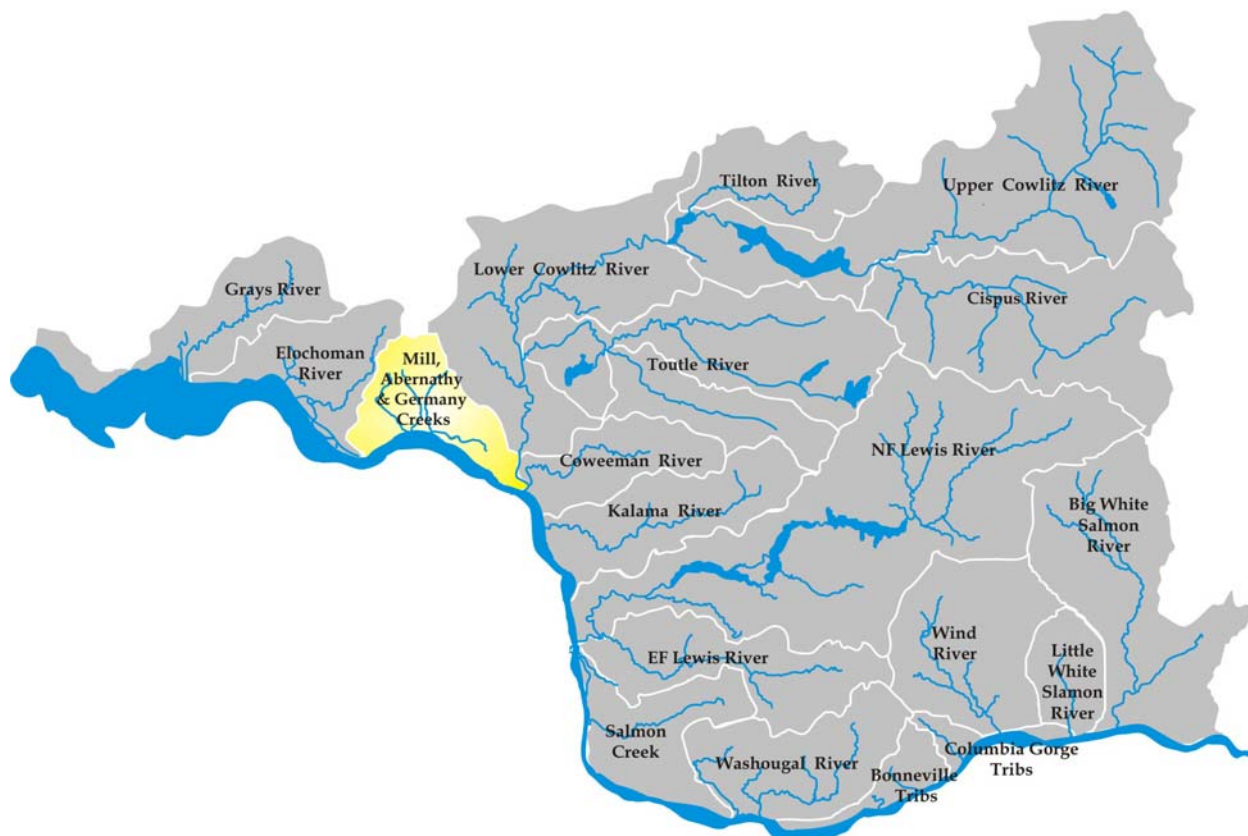 Tilton River
Upper Cowlitz River
Lower Cowlitz River
Grays River
Cispus River
Elochoman
River
Mill,
Abernathy
& Germany
Creeks
Toutle River
NF Lewis River
Coweeman River
Kalama River
Big White
Salmon
River
Wind
River
EF Lewis River
Little
White
Slamon
River
Salmon
Creek
Washougal River
Bonneville
Tribs
Columbia Gorge
Tribs